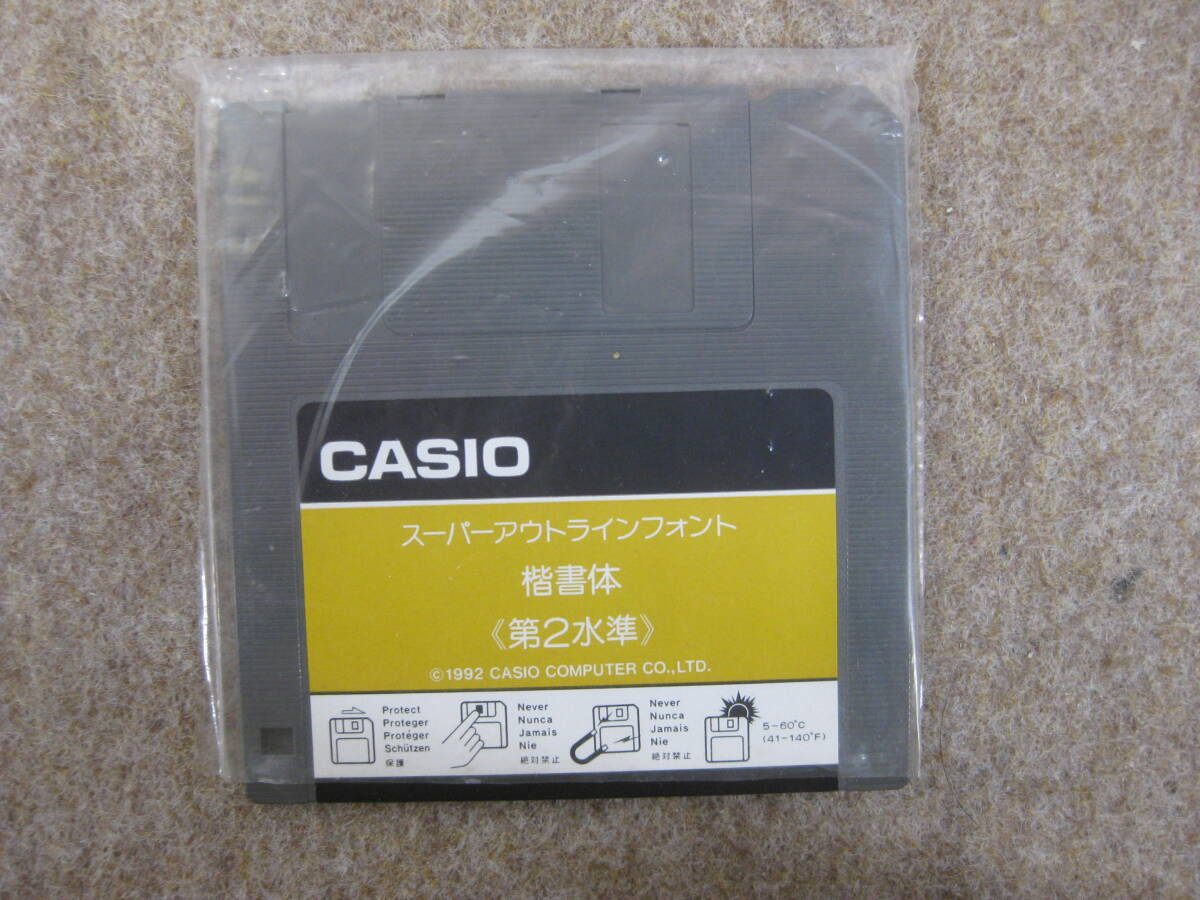 CASIO
スーパーアウトラインフォント
楷書体
《第2水準》
©1992 CASIO COMPUTER CO.,LTD.
Protect
Proteger
Protéger
Schützen
保護
Never
Nunca
Jamais
Nie
絶対禁止
Never
Nunca
Jamais
Nie
絶対禁止
5-60°C
(41-140°F)